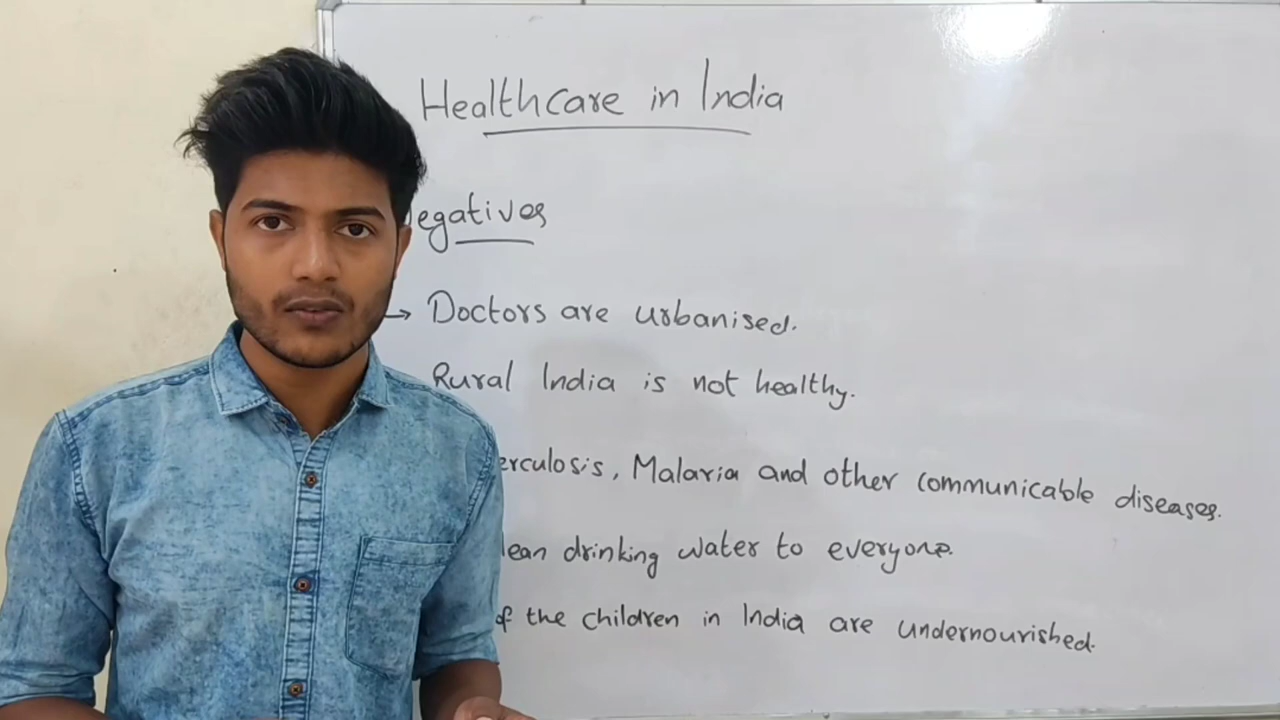 Healthcare in India
egatives
→ Doctors are urbanised.
Rural India is not healthy.
erculosis, Malaria and other communicable diseases.
lean drinking water to everyone.
of the children in India are undernourished.